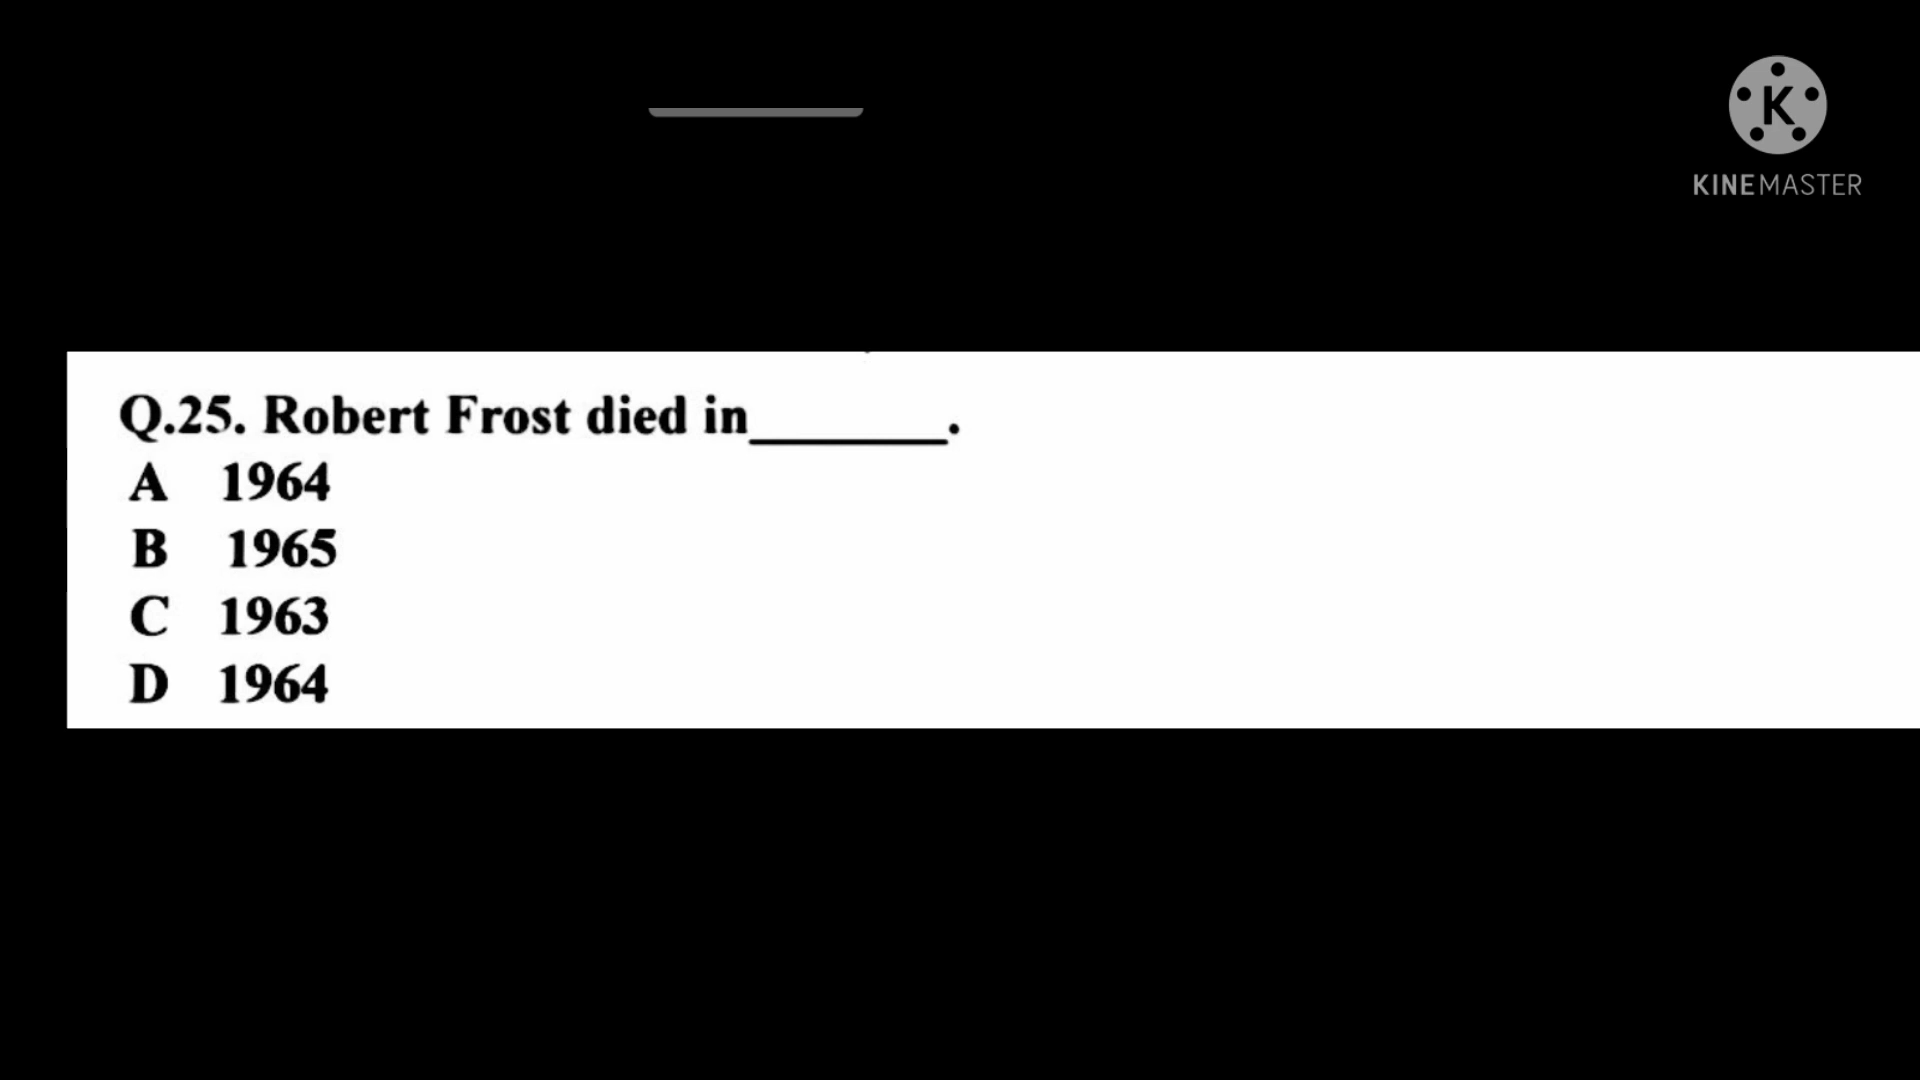 KINEMASTER
Q.25. Robert Frost died in_______.
A 1964
B 1965
C 1963
D 1964